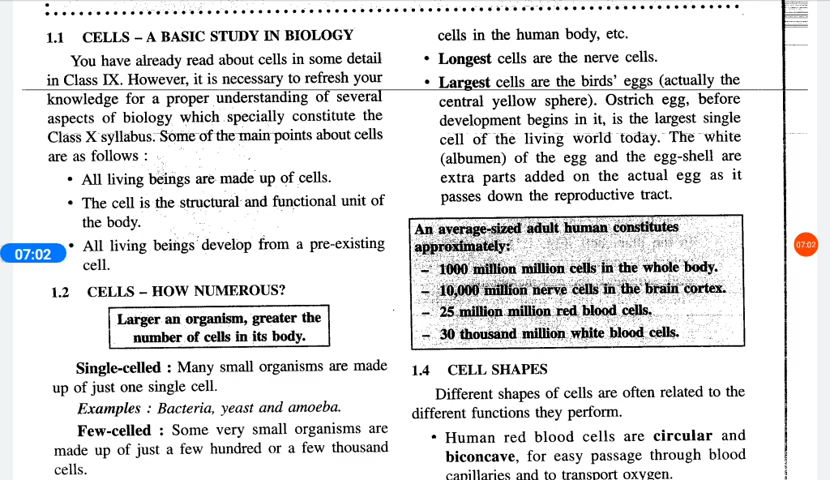 1.1 CELLS – A BASIC STUDY IN BIOLOGY
You have already read about cells in some detail
in Class IX. However, it is necessary to refresh your
knowledge for a proper understanding of several
aspects of biology which specially constitute the
Class X syllabus. Some of the main points about cells
are as follows :
• All living beings are made up of cells.
• The cell is the structural and functional unit of
the body.
• All living beings develop from a pre-existing
cell.
07:02
1.2 CELLS – HOW NUMEROUS?
Larger an organism, greater the
number of cells in its body.
Single-celled : Many small organisms are made
up of just one single cell.
Examples : Bacteria, yeast and amoeba.
Few-celled : Some very small organisms are
made up of just a few hundred or a few thousand
cells.
cells in the human body, etc.
• Longest cells are the nerve cells.
• Largest cells are the birds' eggs (actually the
central yellow sphere). Ostrich egg, before
development begins in it, is the largest single
cell of the living world today. The white
(albumen) of the egg and the egg-shell are
extra parts added on the actual egg as it
passes down the reproductive tract.
An average-sized adult human constitutes
approximately:
– 1000 million million cells in the whole body.
– 10,000 million nerve cells in the brain cortex.
– 25 million million red blood cells.
– 30 thousand million white blood cells.
07:02
1.4 CELL SHAPES
Different shapes of cells are often related to the
different functions they perform.
• Human red blood cells are circular and
biconcave, for easy passage through blood
capillaries and to transport oxygen.